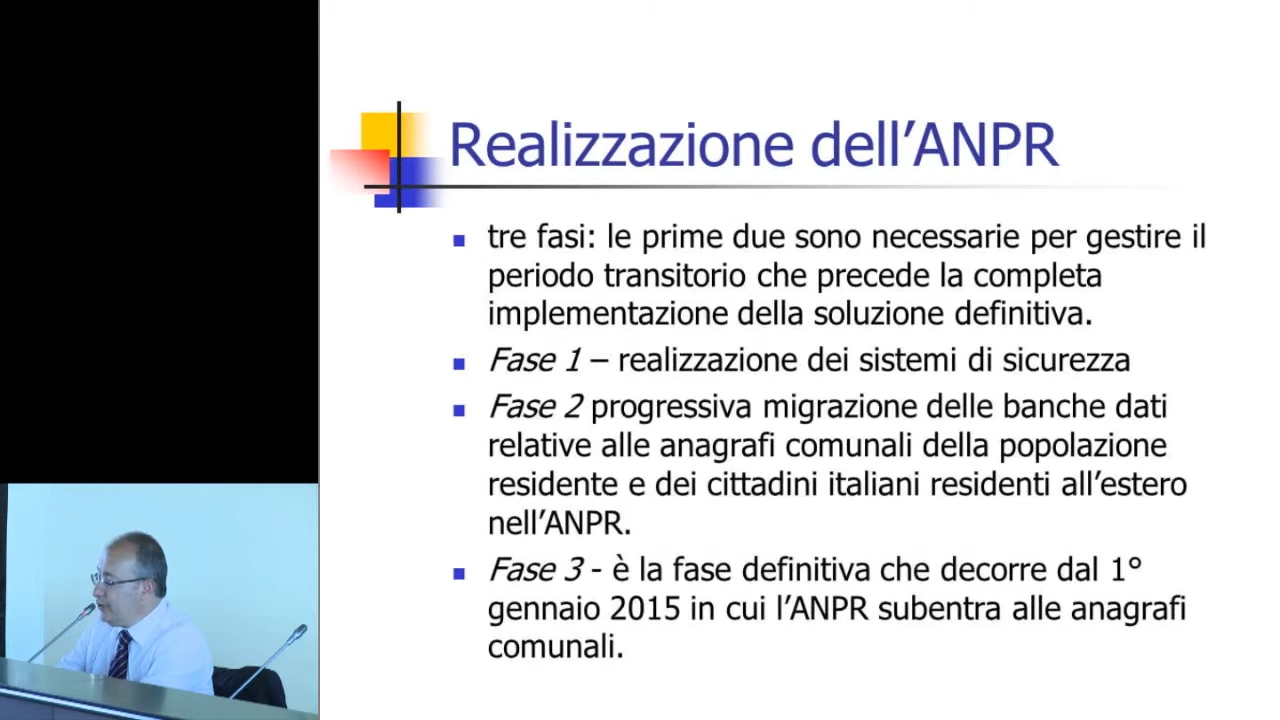 Realizzazione dell’ANPR
tre fasi: le prime due sono necessarie per gestire il
periodo transitorio che precede la completa
implementazione della soluzione definitiva.
Fase 1 – realizzazione dei sistemi di sicurezza
Fase 2 progressiva migrazione delle banche dati
relative alle anagrafi comunali della popolazione
residente e dei cittadini italiani residenti all’estero
nell’ANPR.
Fase 3 - è la fase definitiva che decorre dal 1°
gennaio 2015 in cui l’ANPR subentra alle anagrafi
comunali.